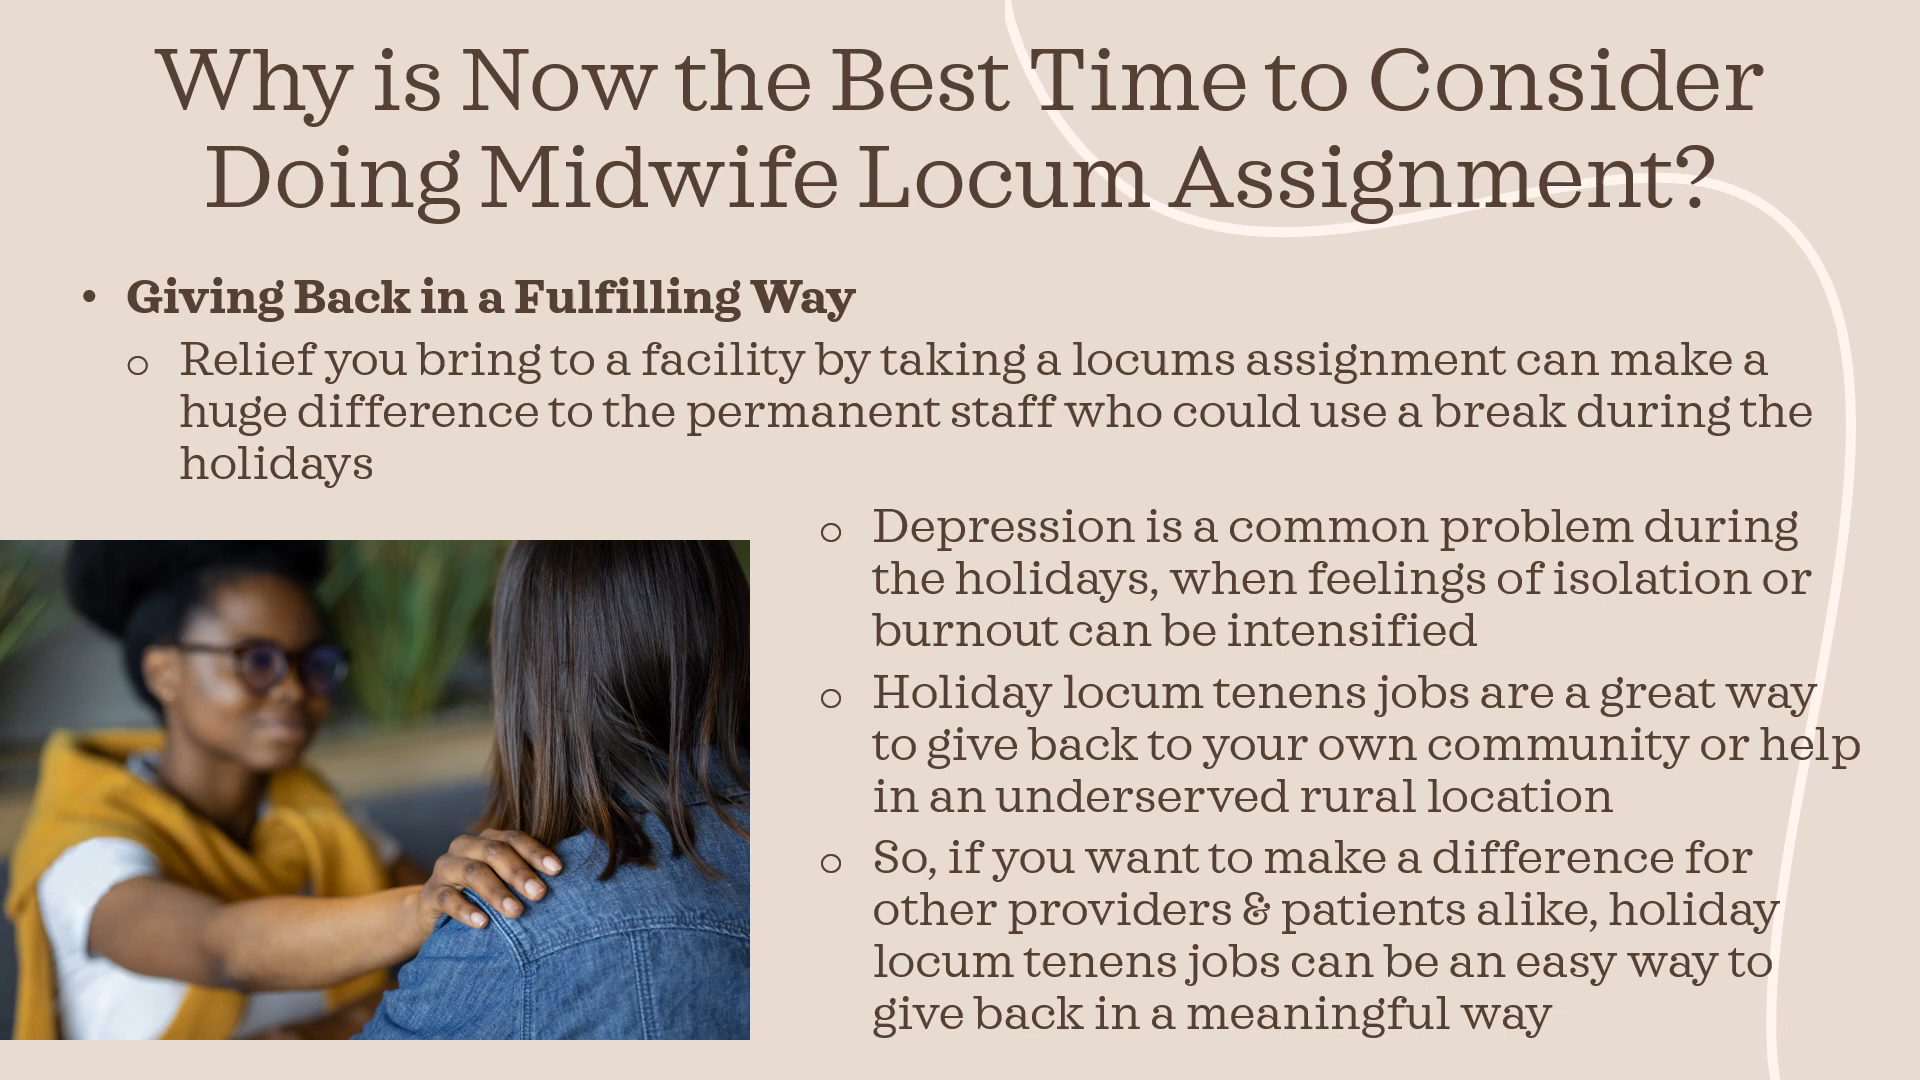 Why is Now the Best Time to Consider
Doing Midwife Locum Assignment?
• Giving Back in a Fulfilling Way
o Relief you bring to a facility by taking a locums assignment can make a
huge difference to the permanent staff who could use a break during the
holidays
o Depression is a common problem during
the holidays, when feelings of isolation or
burnout can be intensified
o Holiday locum tenens jobs are a great way
to give back to your own community or help
in an underserved rural location
o So, if you want to make a difference for
other providers & patients alike, holiday
locum tenens jobs can be an easy way to
give back in a meaningful way